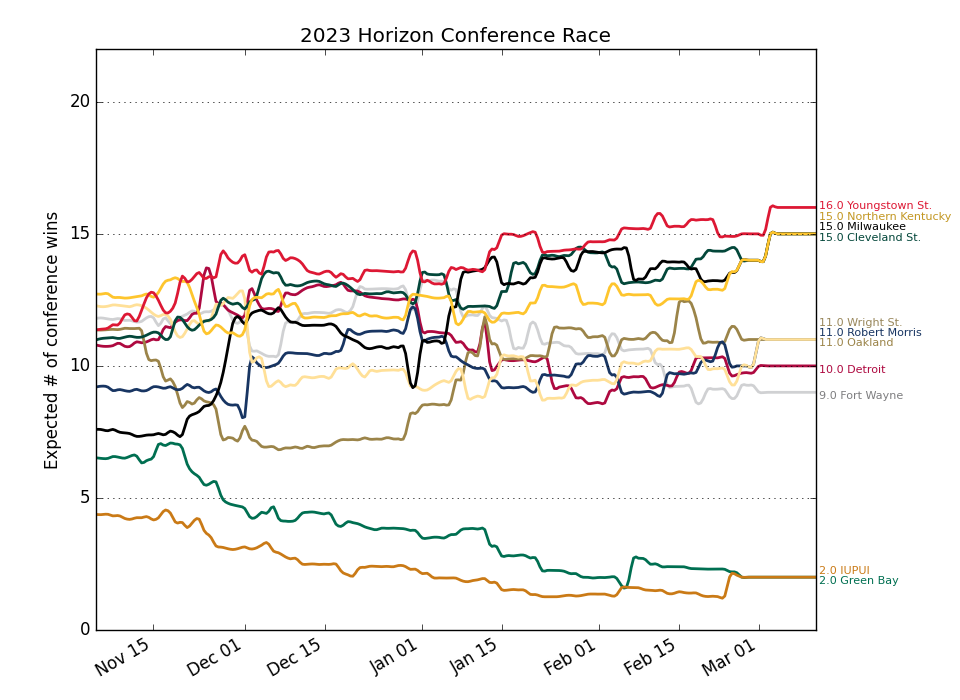 2023 Horizon Conference Race
Expected # of conference wins
20
15
10
5
0
Nov 15
Dec 01
Dec 15
Jan 01
Jan 15
Feb 01
Feb 15
Mar 01
16.0 Youngstown St.
15.0 Northern Kentucky
15.0 Milwaukee
15.0 Cleveland St.
11.0 Wright St.
11.0 Robert Morris
11.0 Oakland
10.0 Detroit
9.0 Fort Wayne
2.0 IUPUI
2.0 Green Bay